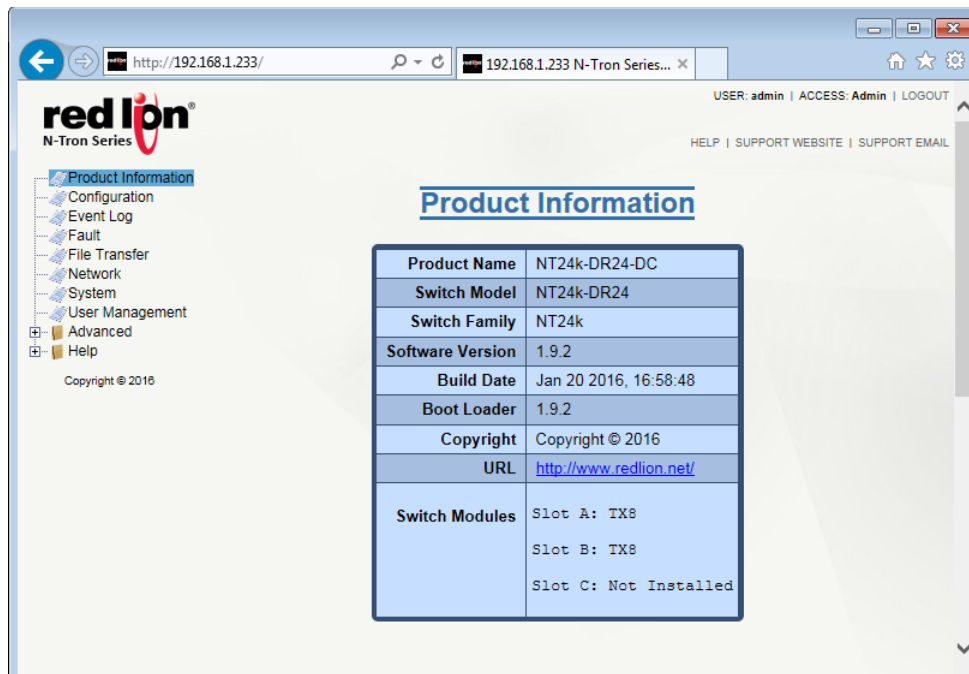 http://192.168.1.233/
192.168.1.233 N-Tron Series...
red lion®
N-Tron Series
USER: admin | ACCESS: Admin | LOGOUT
HELP | SUPPORT WEBSITE | SUPPORT EMAIL
Product Information
Configuration
Event Log
Fault
File Transfer
Network
System
User Management
Advanced
Help
Copyright © 2016
Product Information
Product Name NT24k-DR24-DC
Switch Model NT24k-DR24
Switch Family NT24k
Software Version 1.9.2
Build Date Jan 20 2016, 16:58:48
Boot Loader 1.9.2
Copyright Copyright © 2016
URL http://www.redlion.net/
Switch Modules
Slot A: TX8
Slot B: TX8
Slot C: Not Installed